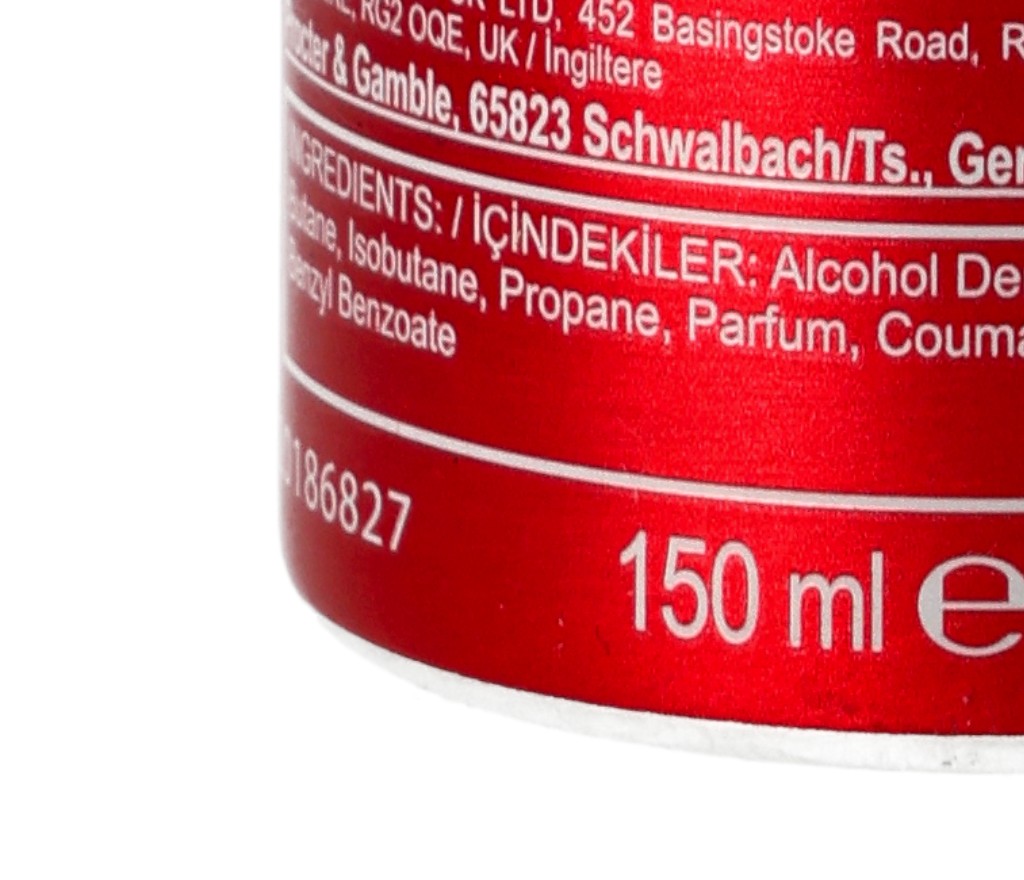 LTD, 452 Basingstoke Road,
RG2 OQE, UK / İngiltere
& Gamble, 65823 Schwalbach/Ts.,
INGREDIENTS: / İÇİNDEKİLER: Alcohol
Butane, Isobutane, Propane, Parfum,
Benzyl Benzoate
186827
150 ml ℮